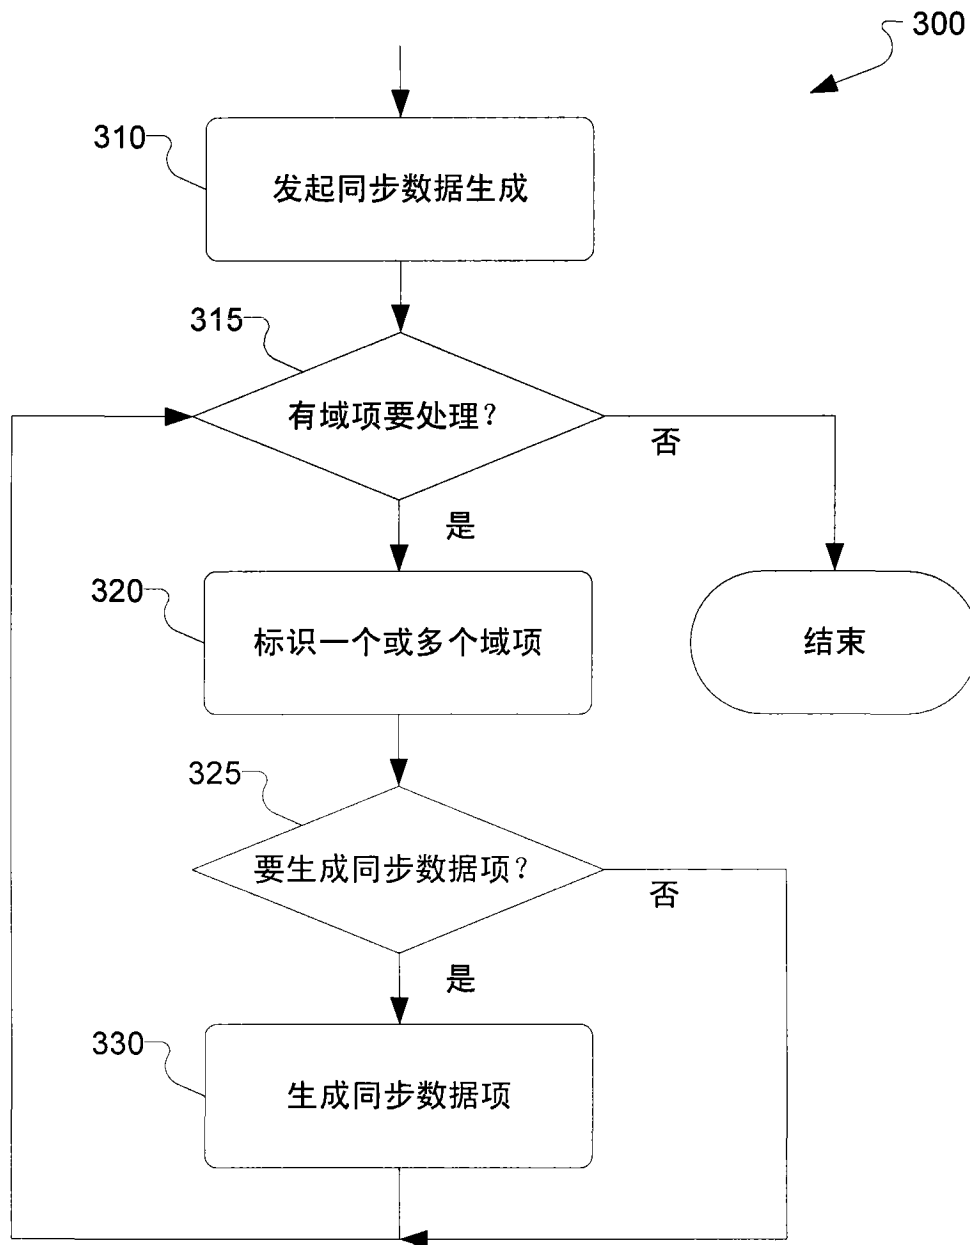 300
310
发起同步数据生成
315
有域项要处理?
否
是
320
标识一个或多个域项
结束
325
要生成同步数据项?
否
是
330
生成同步数据项